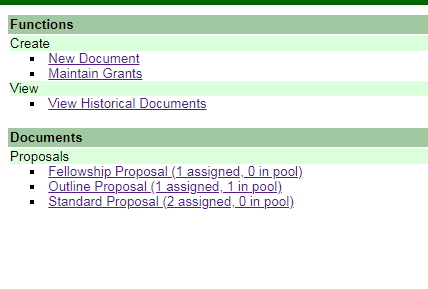 Functions
Create
New Document
Maintain Grants
View
View Historical Documents
Documents
Proposals
Fellowship Proposal (1 assigned, 0 in pool)
Outline Proposal (1 assigned, 1 in pool)
Standard Proposal (2 assigned, 0 in pool)